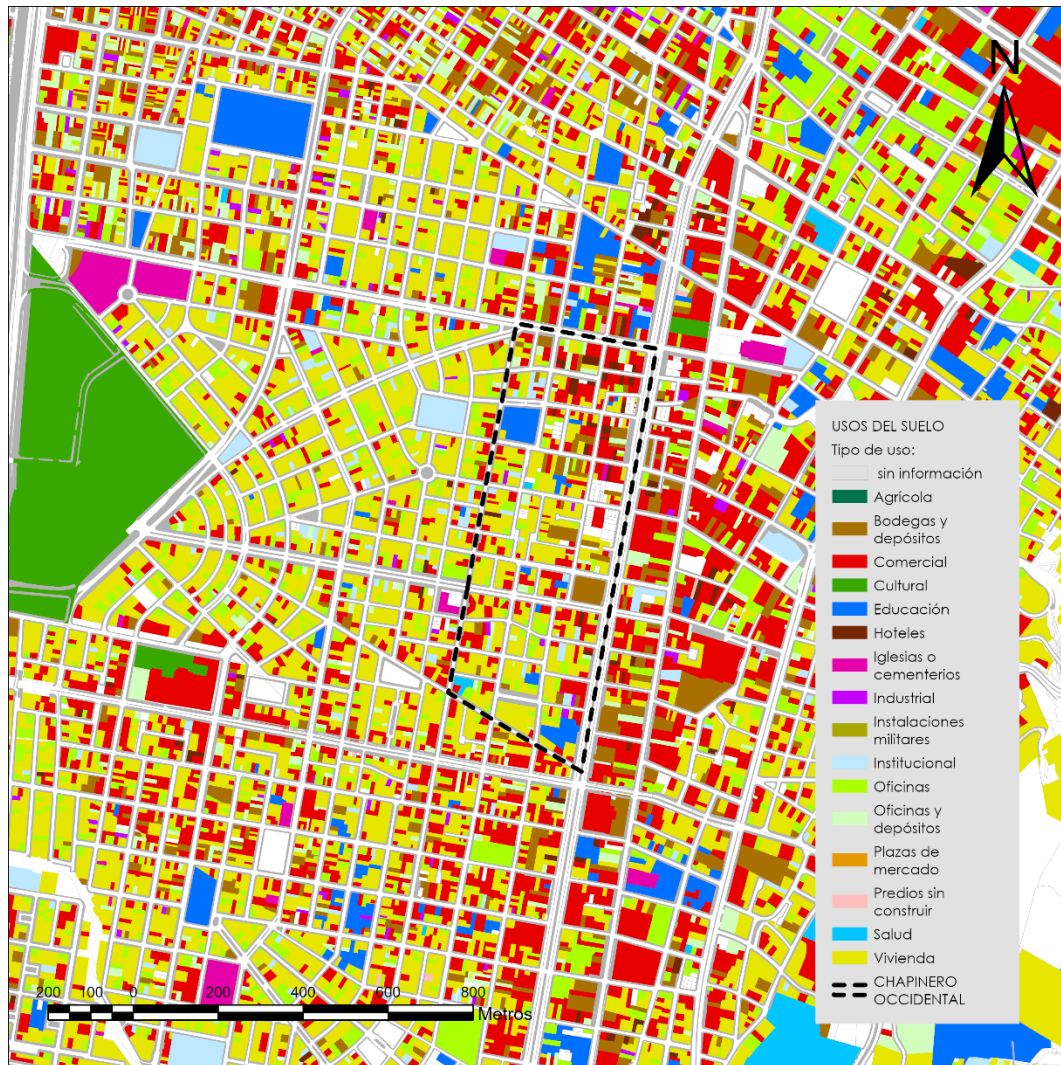 N
USOS DEL SUELO
Tipo de uso:
sin información
Agrícola
Bodegas y
depósitos
Comercial
Cultural
Educación
Hoteles
Iglesias o
cementerios
Industrial
Instalaciones
militares
Institucional
Oficinas
Oficinas y
depósitos
Plazas de
mercado
Predios sin
construir
Salud
Vivienda
CHAPINERO
OCCIDENTAL
200 100 0 200 400 600 800
Metros